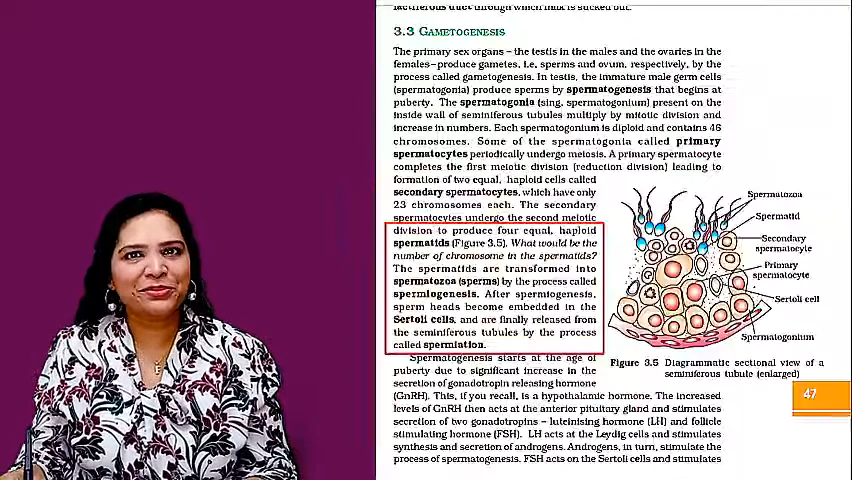 lactiferous duct through which milk is sucked out.
3.3 GAMETOGENESIS
The primary sex organs – the testis in the males and the ovaries in the
females–produce gametes, i.e, sperms and ovum, respectively, by the
process called gametogenesis. In testis, the immature male germ cells
(spermatogonia) produce sperms by spermatogenesis that begins at
puberty. The spermatogonia (sing. spermatogonium) present on the
inside wall of seminiferous tubules multiply by mitotic division and
increase in numbers. Each spermatogonium is diploid and contains 46
chromosomes. Some of the spermatogonia called primary
spermatocytes periodically undergo meiosis. A primary spermatocyte
completes the first meiotic division (reduction division) leading to
formation of two equal, haploid cells called
secondary spermatocytes, which have only
23 chromosomes each. The secondary
spermatocytes undergo the second meiotic
division to produce four equal, haploid
spermatids (Figure 3.5). What would be the
number of chromosome in the spermatids?
The spermatids are transformed into
spermatozoa (sperms) by the process called
spermiogenesis. After spermiogenesis,
sperm heads become embedded in the
Sertoli cells, and are finally released from
the seminiferous tubules by the process
called spermiation.
Spermatogenesis starts at the age of
puberty due to significant increase in the
secretion of gonadotropin releasing hormone
(GnRH). This, if you recall, is a hypothalamic hormone. The increased
levels of GnRH then acts at the anterior pituitary gland and stimulates
secretion of two gonadotropins – luteinising hormone (LH) and follicle
stimulating hormone (FSH). LH acts at the Leydig cells and stimulates
synthesis and secretion of androgens. Androgens, in turn, stimulate the
process of spermatogenesis. FSH acts on the Sertoli cells and stimulates
Spermatozoa
Spermatid
Secondary
spermatocyte
Primary
spermatocyte
Sertoli cell
Spermatogonium
Figure 3.5 Diagrammatic sectional view of a
seminiferous tubule (enlarged)
47